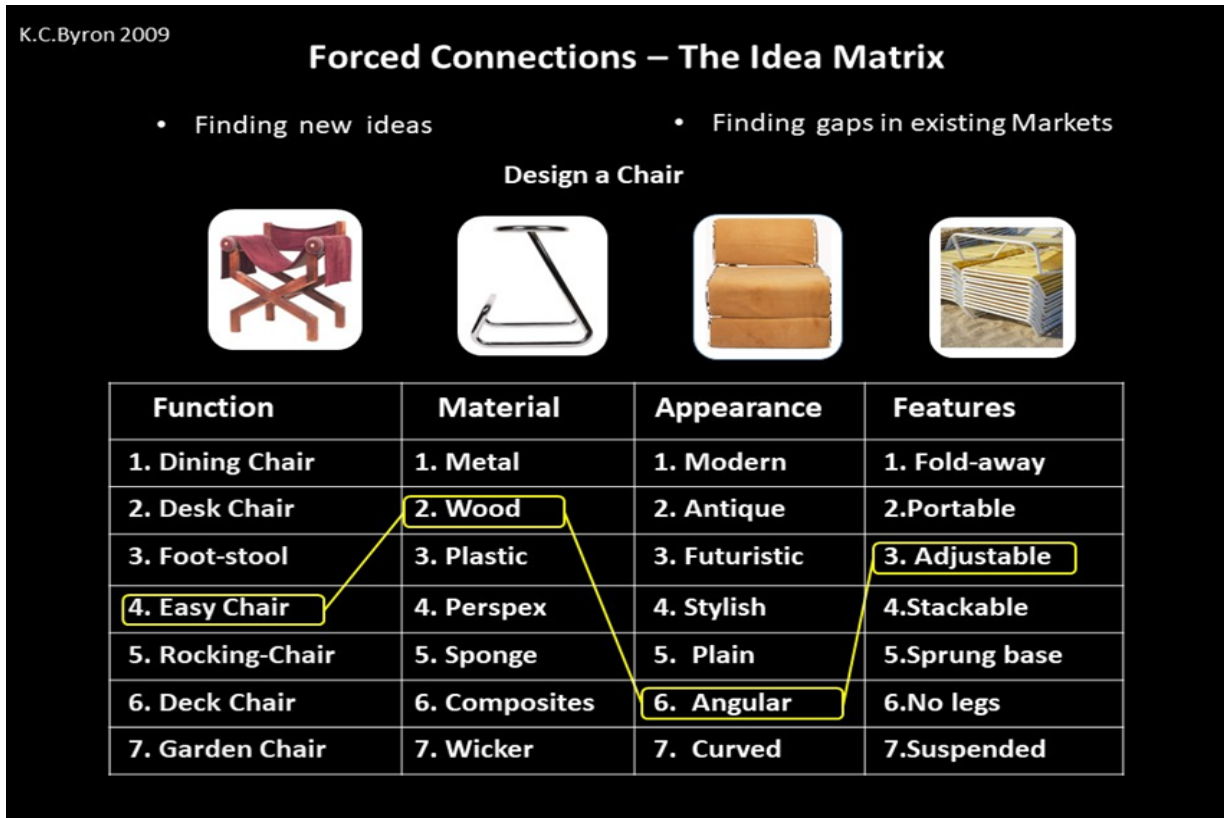 K.C.Byron 2009
Forced Connections – The Idea Matrix
• Finding new ideas
• Finding gaps in existing Markets
Design a Chair
Function Material Appearance Features
1. Dining Chair 1. Metal 1. Modern 1. Fold-away
2. Desk Chair 2. Wood 2. Antique 2.Portable
3. Foot-stool 3. Plastic 3. Futuristic 3. Adjustable
4. Easy Chair 4. Perspex 4. Stylish 4.Stackable
5. Rocking-Chair 5. Sponge 5. Plain 5.Sprung base
6. Deck Chair 6. Composites 6. Angular 6.No legs
7. Garden Chair 7. Wicker 7. Curved 7.Suspended